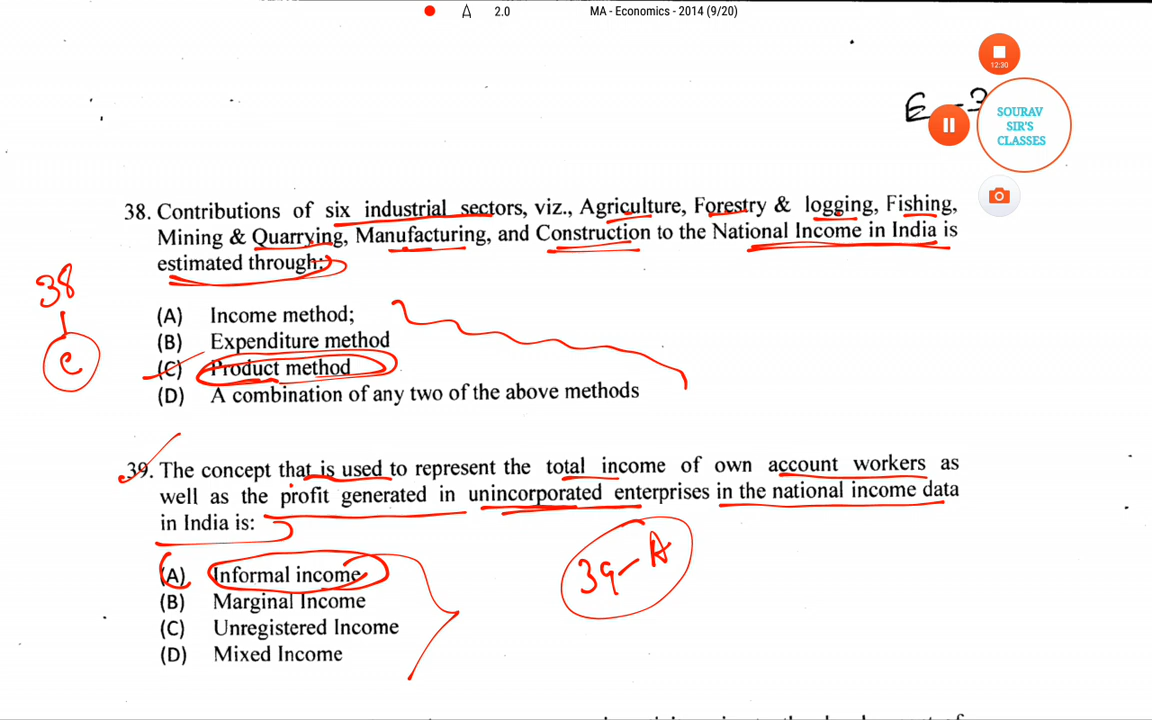 A 2.0 MA - Economics - 2014 (9/20)
12:30
E - 3
SOURAV
SIR'S
CLASSES
38. Contributions of six industrial sectors, viz., Agriculture, Forestry & logging, Fishing,
Mining & Quarrying, Manufacturing, and Construction to the National Income in India is
estimated through:
38
C
(A) Income method;
(B) Expenditure method
(C) Product method
(D) A combination of any two of the above methods
39. The concept that is used to represent the total income of own account workers as
well as the profit generated in unincorporated enterprises in the national income data
in India is:
39-A
(A) Informal income
(B) Marginal Income
(C) Unregistered Income
(D) Mixed Income